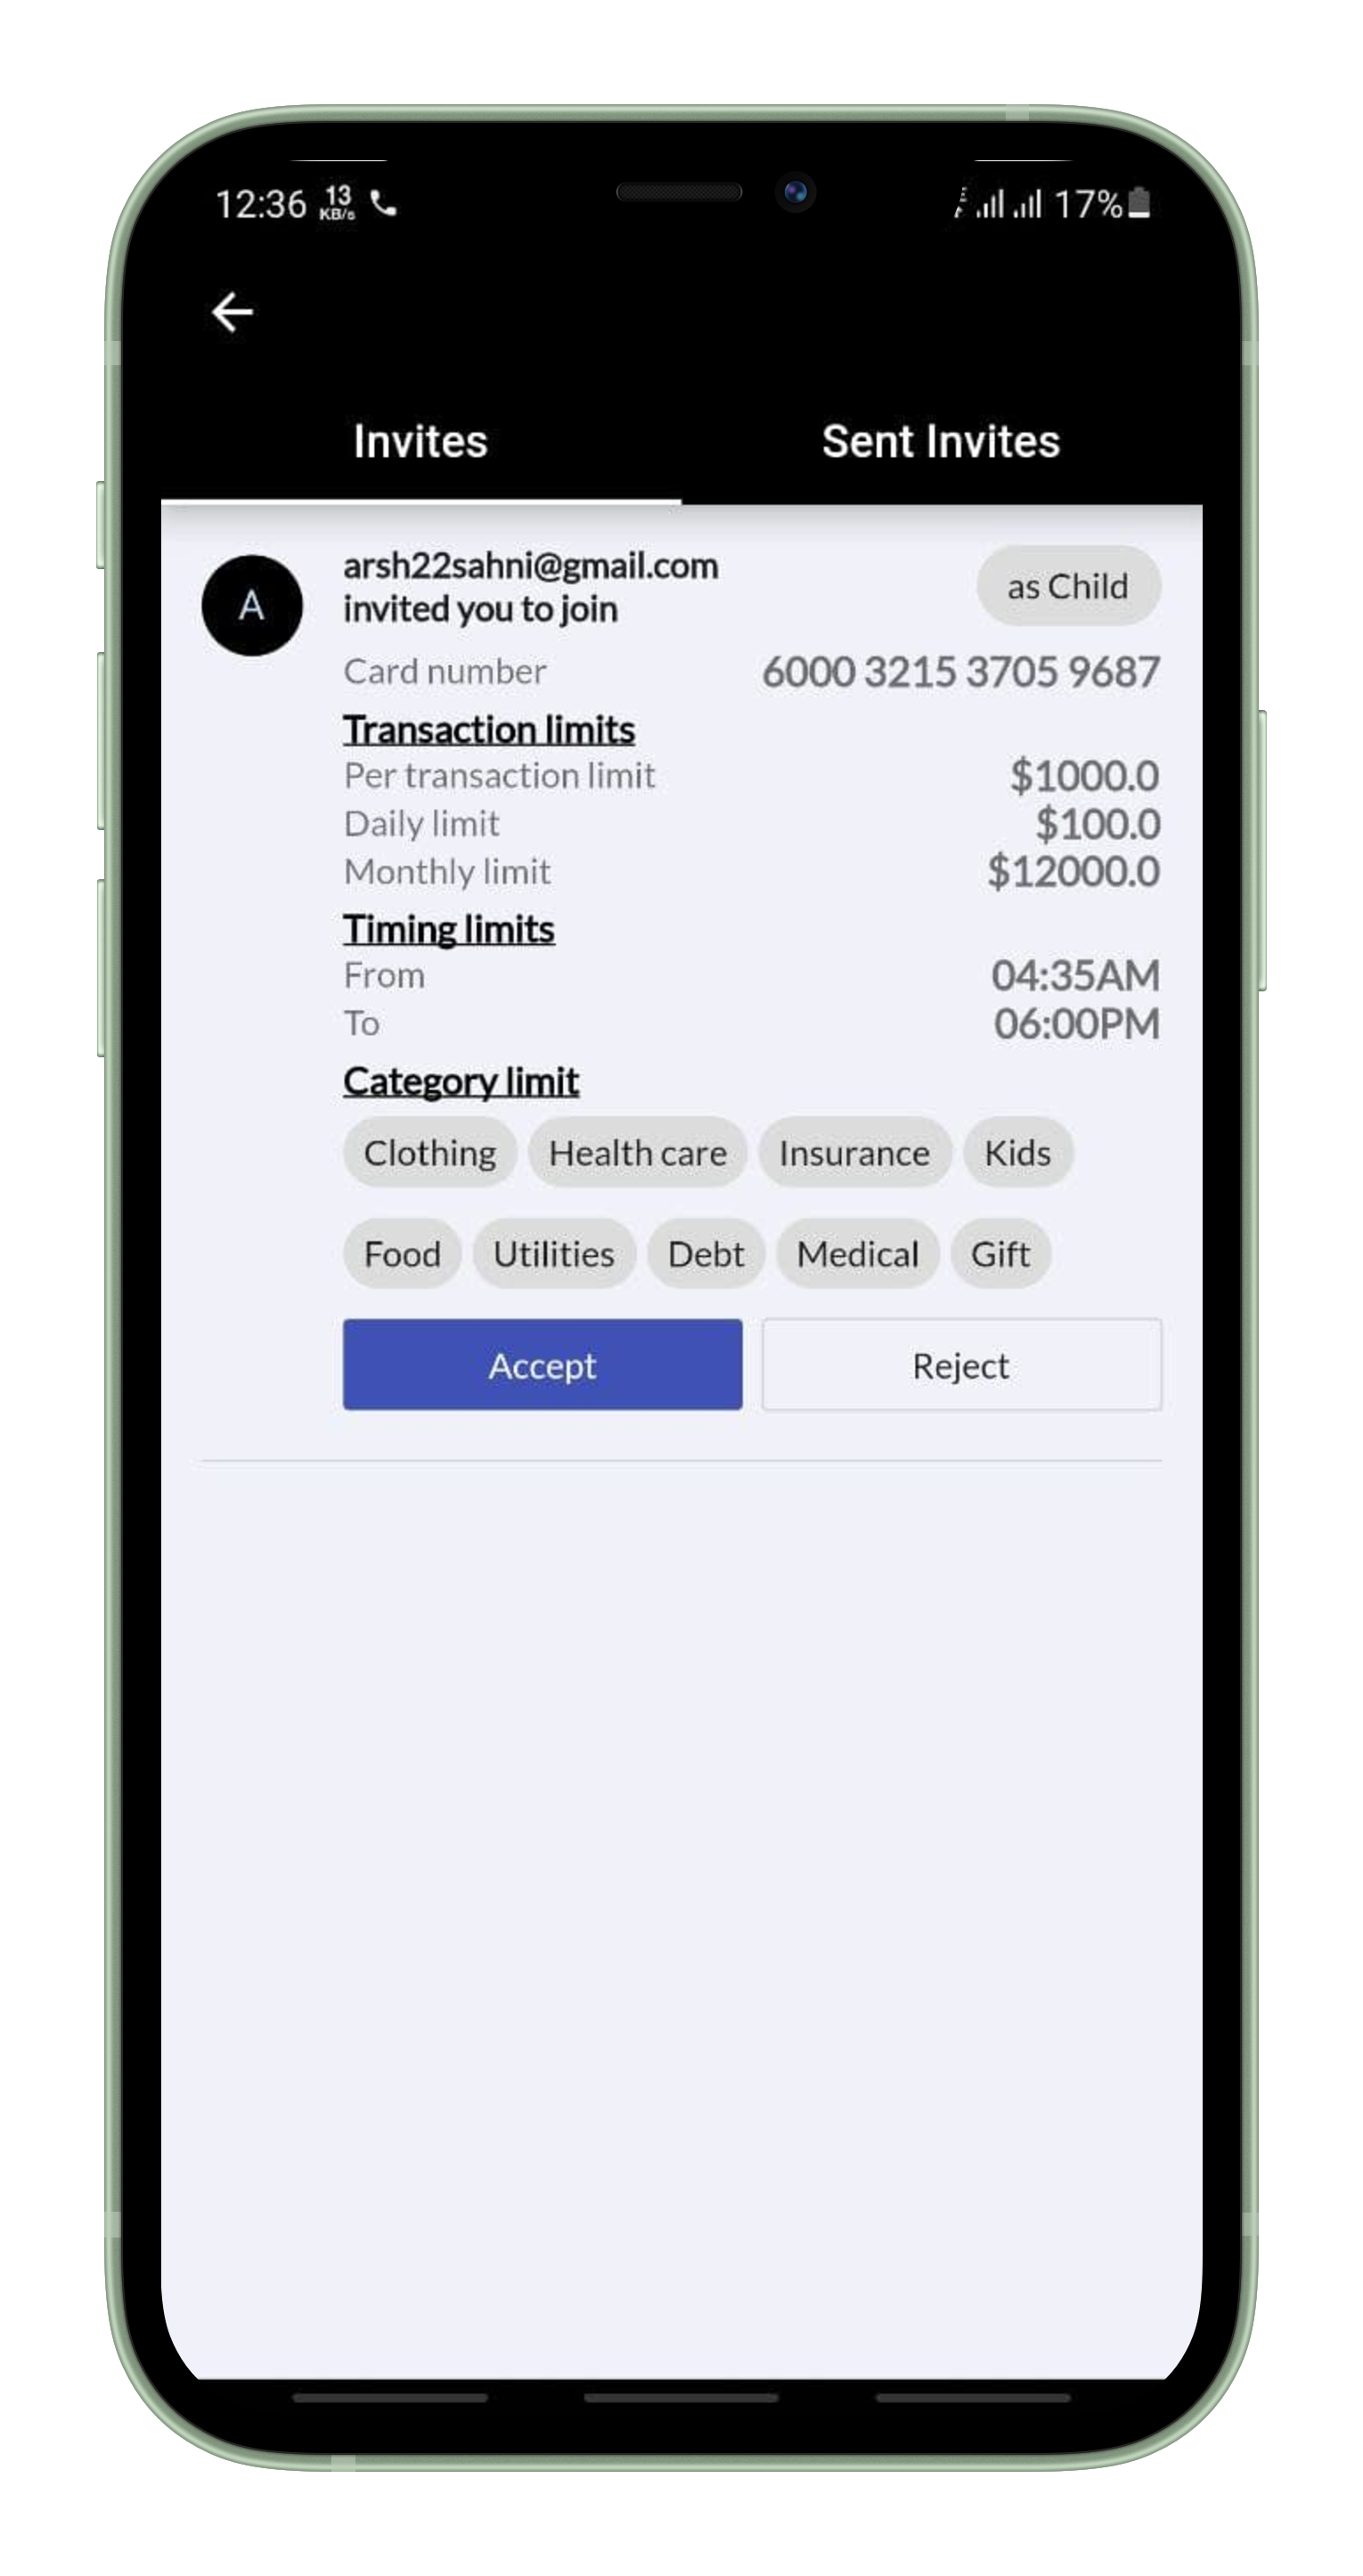 12:36 13 KB/s 17%
Invites Sent Invites
A
arsh22sahni@gmail.com
invited you to join
as Child
Card number 6000 3215 3705 9687
Transaction limits
Per transaction limit $1000.0
Daily limit $100.0
Monthly limit $12000.0
Timing limits
From 04:35AM
To 06:00PM
Category limit
Clothing Health care Insurance Kids
Food Utilities Debt Medical Gift
Accept Reject